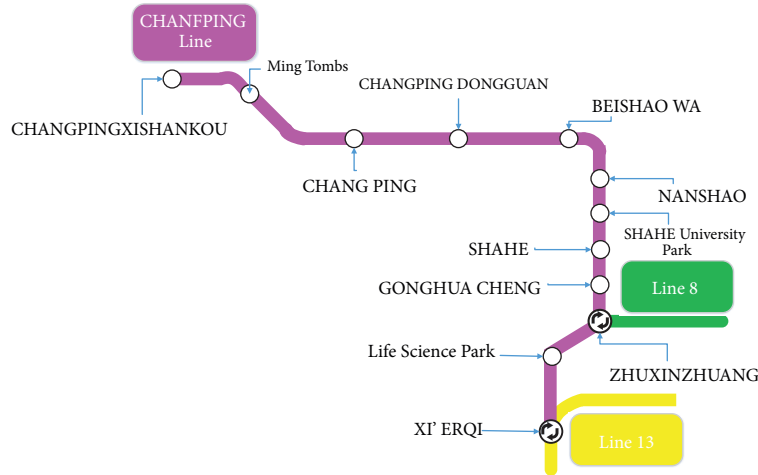 CHANFPING
Line
Ming Tombs
CHANGPING DONGGUAN
BEISHAO WA
CHANGPINGXISHANKOU
CHANG PING
NANSHAO
SHAHE University
Park
SHAHE
GONGHUA CHENG
Line 8
Life Science Park
ZHUXINZHUANG
XI’ ERQI
Line 13